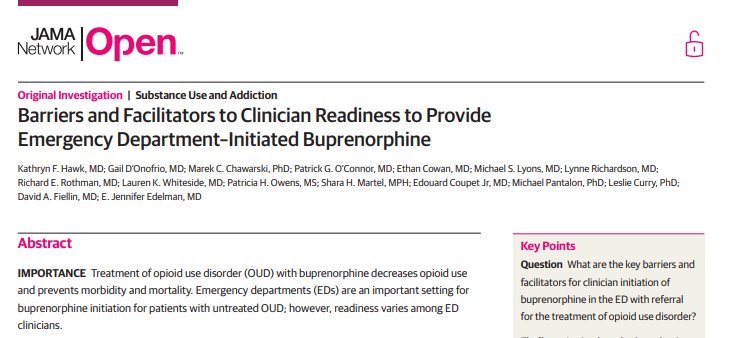 JAMA
Network | Open™
Original Investigation | Substance Use and Addiction
Barriers and Facilitators to Clinician Readiness to Provide
Emergency Department–Initiated Buprenorphine
Kathryn F. Hawk, MD; Gail D'Onofrio, MD; Marek C. Chawarski, PhD; Patrick G. O'Connor, MD; Ethan Cowan, MD; Michael S. Lyons, MD; Lynne Richardson, MD;
Richard E. Rothman, MD; Lauren K. Whiteside, MD; Patricia H. Owens, MS; Shara H. Martel, MPH; Edouard Coupet Jr, MD; Michael Pantalon, PhD; Leslie Curry, PhD;
David A. Fiellin, MD; E. Jennifer Edelman, MD
Abstract
IMPORTANCE Treatment of opioid use disorder (OUD) with buprenorphine decreases opioid use
and prevents morbidity and mortality. Emergency departments (EDs) are an important setting for
buprenorphine initiation for patients with untreated OUD; however, readiness varies among ED
clinicians.
Key Points
Question What are the key barriers and
facilitators for clinician initiation of
buprenorphine in the ED with referral
for the treatment of opioid use disorder?